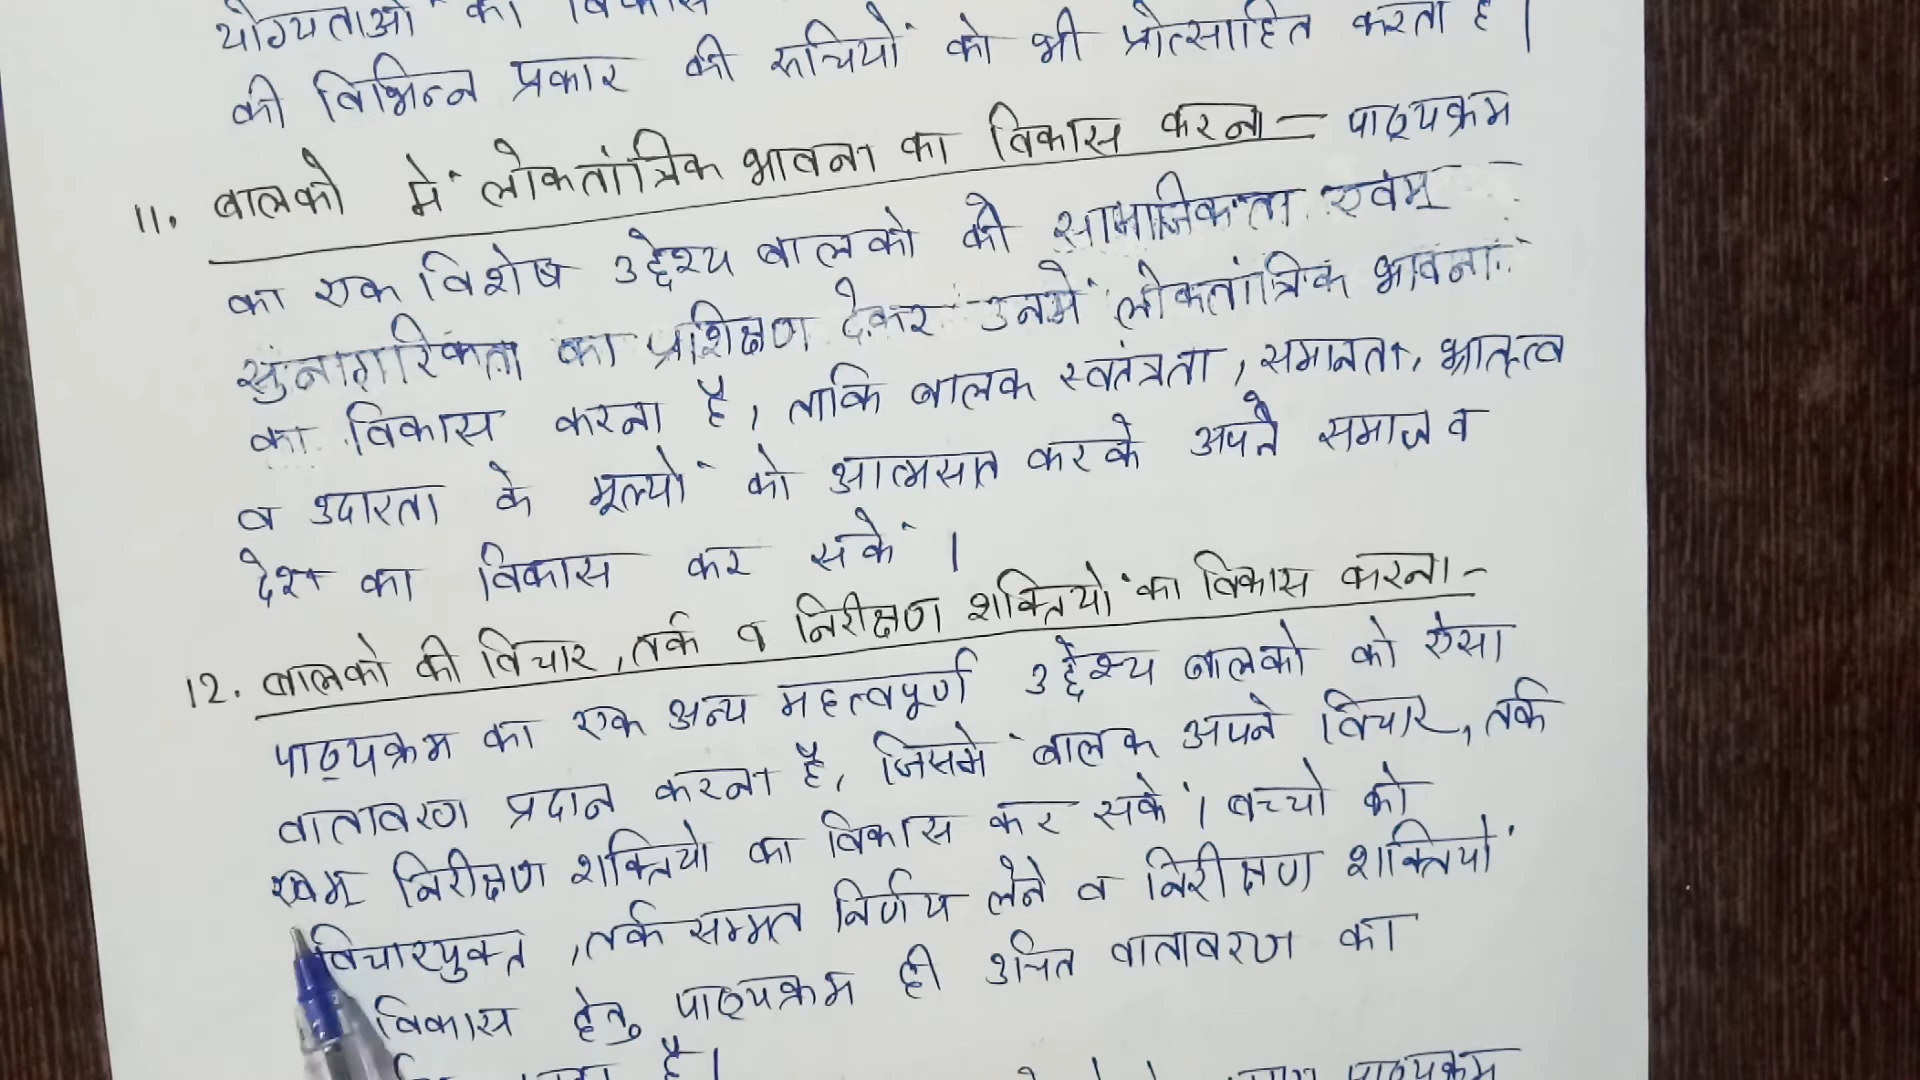 योग्यताओं का विकास
की विभिन्न प्रकार की रुचियों को भी प्रोत्साहित करता है |
11. बालको में लोकतांत्रिक भावना का विकास करना – पाठ्यक्रम
का एक विशेष उद्देश्य बालको की सामाजिकता एवम्
सुनागरिकता का प्रशिक्षण देकर उनमें लोकतांत्रिक भावना
का विकास करना है, ताकि बालक स्वतंत्रता, समानता, भ्रातृत्व
व उदारता के मूल्यों को आत्मसात करके अपने समाज व
देश का विकास कर सकें |
12. बालको की विचार, तर्क व निरीक्षण शक्तियों का विकास करना -
पाठ्यक्रम का एक अन्य महत्वपूर्ण उद्देश्य बालको को ऐसा
वातावरण प्रदान करना है, जिसमें बालक अपने विचार, तर्क
एवम् निरीक्षण शक्तियो का विकास कर सकें | बच्चो को
विचारयुक्त, तर्क सम्मत निर्णय लेने व निरीक्षण शक्तियों
विकास हेतु पाठ्यक्रम ही उचित वातावरण का
है |
पाठ्यक्रम